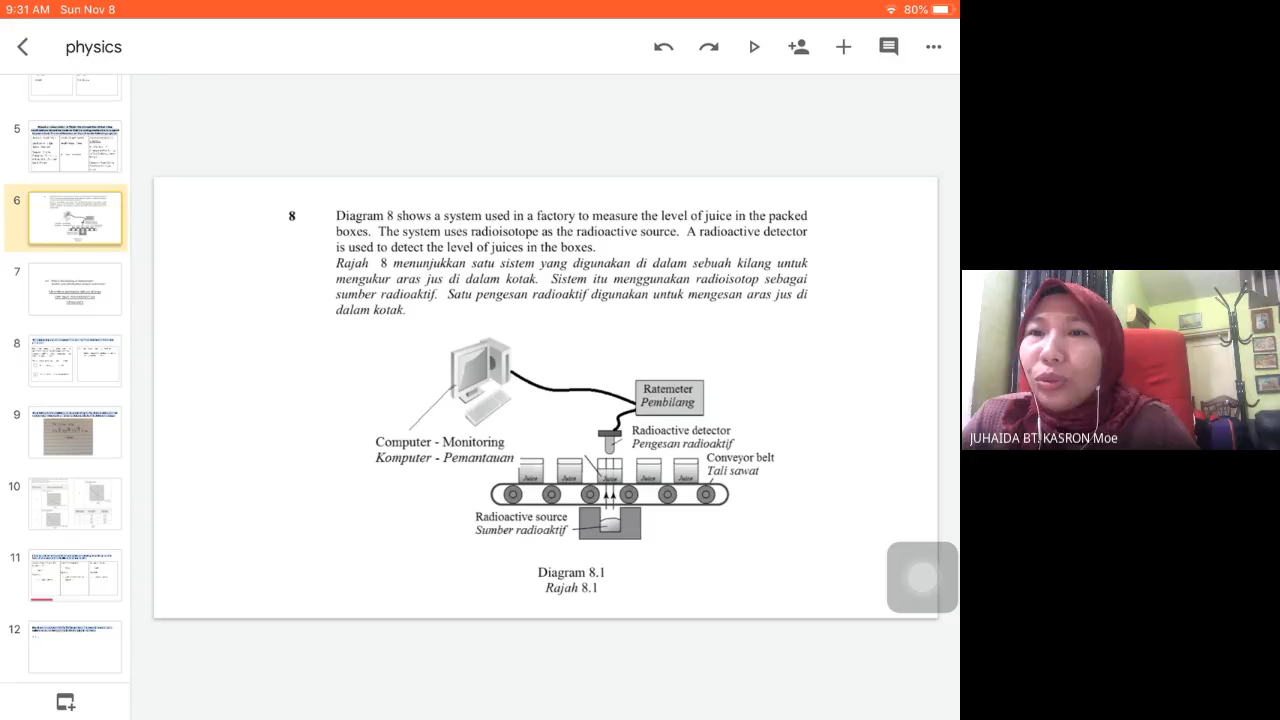 9:31 AM Sun Nov 8
80%
physics
5
6
7
8
9
10
11
12
8 Diagram 8 shows a system used in a factory to measure the level of juice in the packed
boxes. The system uses radioisotope as the radioactive source. A radioactive detector
is used to detect the level of juices in the boxes.
Rajah 8 menunjukkan satu sistem yang digunakan di dalam sebuah kilang untuk
mengukur aras jus di dalam kotak. Sistem itu menggunakan radioisotop sebagai
sumber radioaktif. Satu pengesan radioaktif digunakan untuk mengesan aras jus di
dalam kotak.
Ratemeter
Pembilang
Radioactive detector
Pengesan radioaktif
Computer - Monitoring
Komputer - Pemantauan
Conveyor belt
Tali sawat
Juice Juice Juice Juice Juice
Radioactive source
Sumber radioaktif
Diagram 8.1
Rajah 8.1
JUHAIDA BT. KASRON Moe